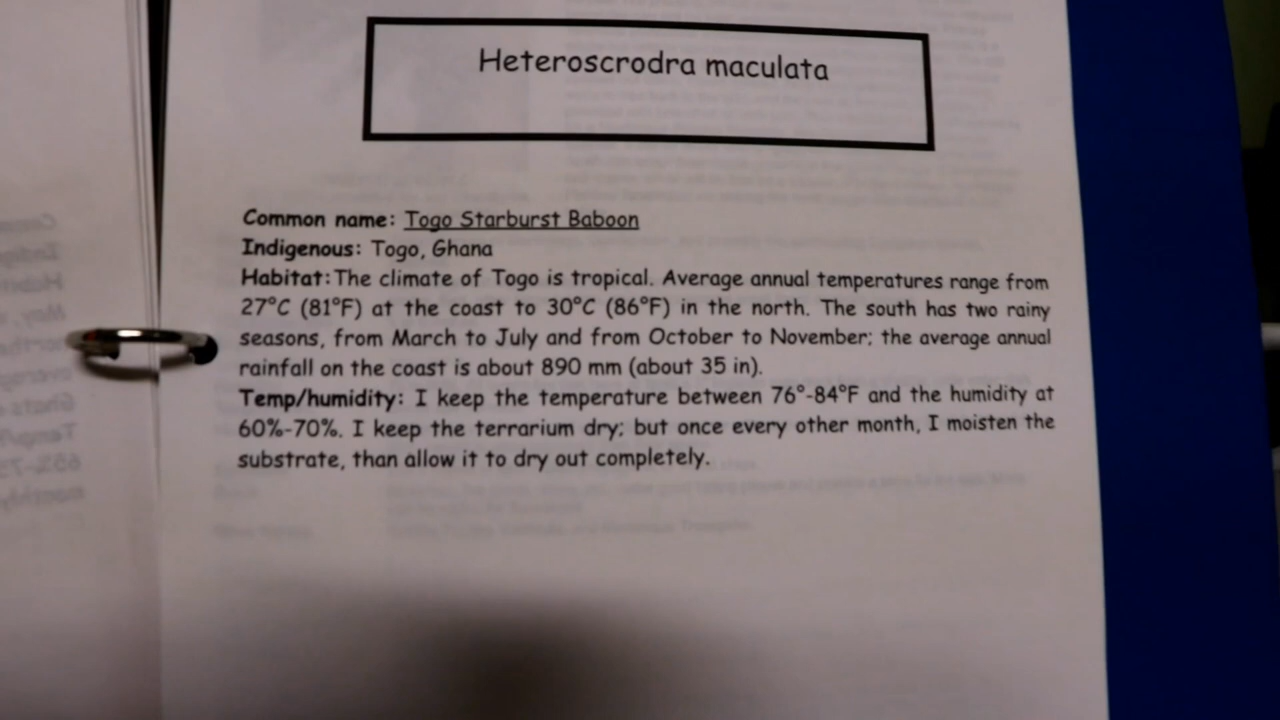 Heteroscrodra maculata
Common name: Togo Starburst Baboon
Indigenous: Togo, Ghana
Habitat: The climate of Togo is tropical. Average annual temperatures range from
27°C (81°F) at the coast to 30°C (86°F) in the north. The south has two rainy
seasons, from March to July and from October to November; the average annual
rainfall on the coast is about 890 mm (about 35 in).
Temp/humidity: I keep the temperature between 76°-84°F and the humidity at
60%-70%. I keep the terrarium dry; but once every other month, I moisten the
substrate, than allow it to dry out completely.